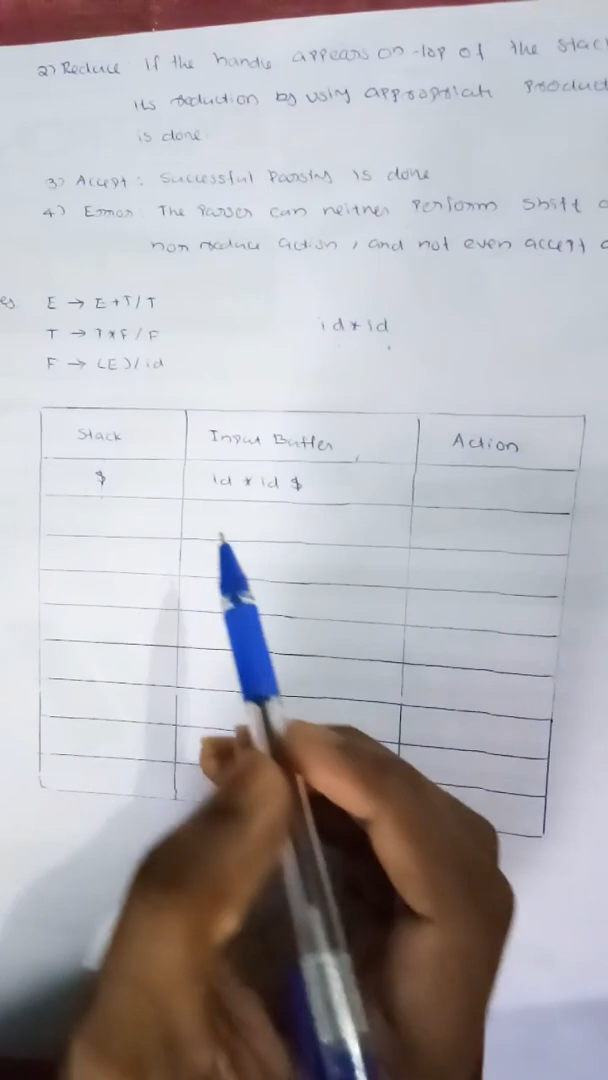 2) Reduce If the handle appears on top of the stac
its reduction by using appropriate product
is done
3) Accept : Successful Parsing is done
4) Error The Parser can neither Perform shift
nor reduce action, and not even accept
E → E+T/T
T → T*F/F
F → (E)/id
id*id
Stack Input Buffer Action
$ id * id $